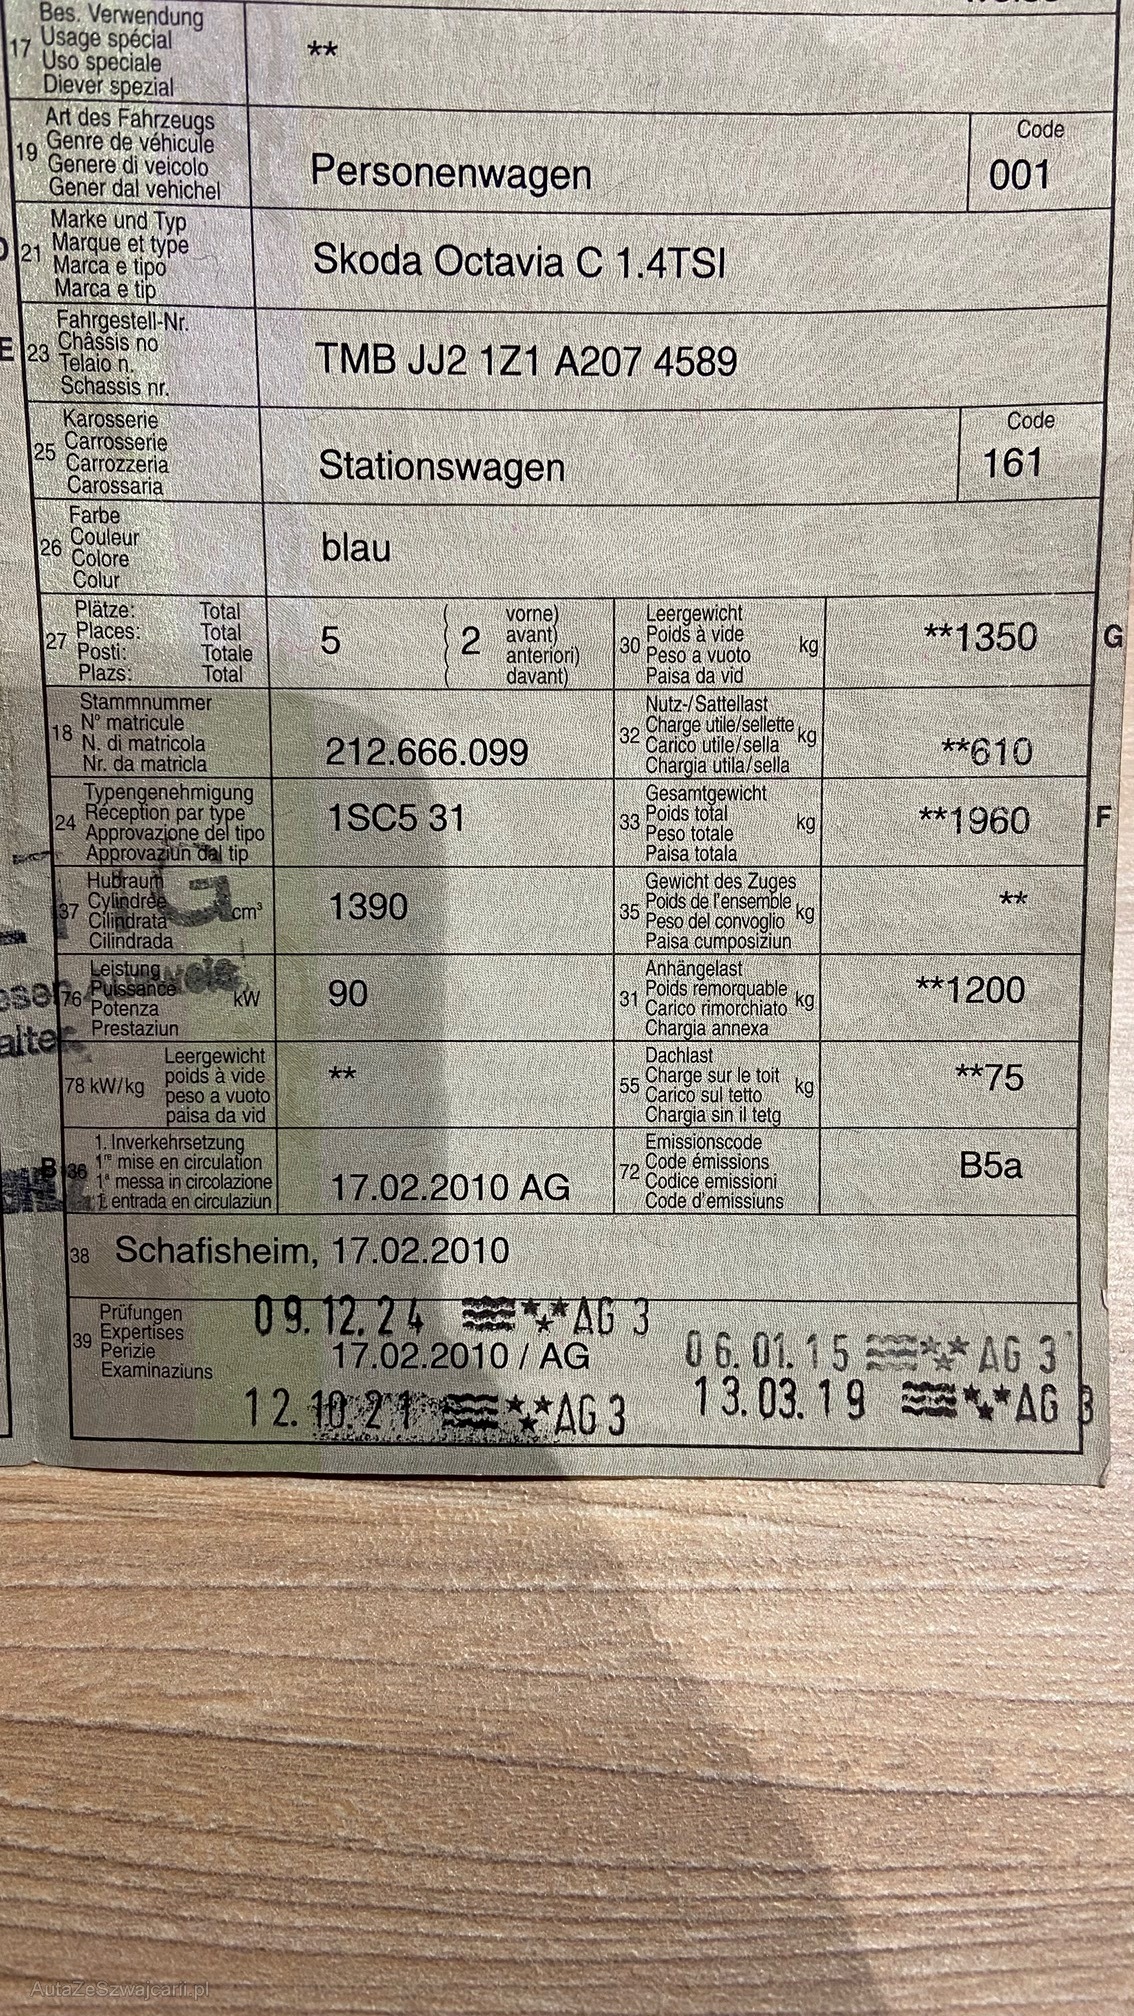 Bes. Verwendung
17 Usage spécial
Uso speciale
Diever spezial
**
Art des Fahrzeugs
19 Genre de véhicule
Genere di veicolo
Gener dal vehichel
Personenwagen
Code
001
Marke und Typ
21 Marque et type
Marca e tipo
Marca e tip
Skoda Octavia C 1.4TSI
Fahrgestell-Nr.
E 23 Châssis no
Telaio n.
Schassis nr.
TMB JJ2 1Z1 A207 4589
Karosserie
25 Carrosserie
Carrozzeria
Carossaria
Stationswagen
Code
161
Farbe
26 Couleur
Colore
Colur
blau
Plätze: Total
27 Places: Total
Posti: Totale
Plazs: Total
5 ( 2 vorne)
avant)
anteriori)
davant)
Leergewicht
30 Poids à vide kg
Peso a vuoto
Paisa da vid
**1350 G
Stammnummer
18 N° matricule
N. di matricola
Nr. da matricla
212.666.099
Nutz-/Sattellast
32 Charge utile/sellette kg
Carico utile/sella
Chargia utila/sella
**610
Typengenehmigung
24 Réception par type
Approvazione del tipo
Approvaziun dal tip
1SC5 31
Gesamtgewicht
33 Poids total kg
Peso totale
Paisa totala
**1960 F
Hubraum
37 Cylindrée cm³
Cilindrata
Cilindrada
1390
Gewicht des Zuges
35 Poids de l'ensemble kg
Peso del convoglio
Paisa cumposiziun
**
Leistung
76 Puissance kW
Potenza
Prestaziun
90
Anhängelast
31 Poids remorquable kg
Carico rimorchiato
Chargia annexa
**1200
Leergewicht
78 kW/kg poids à vide
peso a vuoto
paisa da vid
**
Dachlast
55 Charge sur le toit kg
Carico sul tetto
Chargia sin il tetg
**75
1. Inverkehrsetzung
B 36 1re mise en circulation
1a messa in circolazione
1. entrada en circulaziun
17.02.2010 AG
Emissionscode
72 Code émissions
Codice emissioni
Code d'emissiuns
B5a
38 Schafisheim, 17.02.2010
Prüfungen
39 Expertises
Perizie
Examinaziuns
09.12.24 AG 3
17.02.2010 / AG
06.01.15 AG 3
12.10.21 AG 3
13.03.19 AG 3
AutaZeSzwajcarii.pl